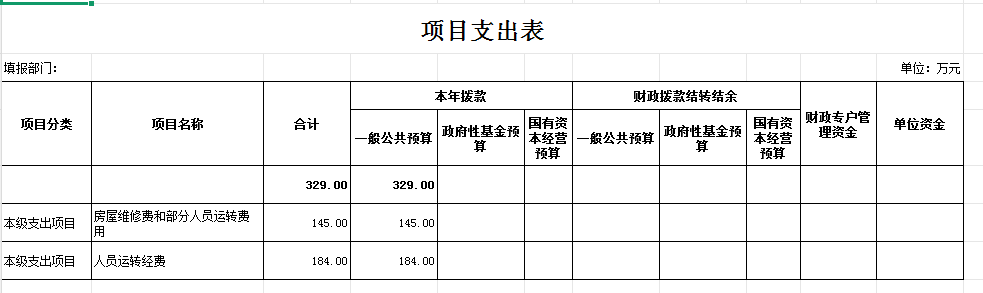 项目支出表
填报部门：
单位：万元
项目分类
项目名称
合计
本年拨款
财政拨款结转结余
财政专户管
理资金
单位资金
一般公共预算
政府性基金预
算
国有资
本经营
预算
一般公共预算
政府性基金预
算
国有资
本经营
预算
329.00
329.00
本级支出项目
房屋维修费和部分人员运转费
用
145.00
145.00
本级支出项目
人员运转经费
184.00
184.00